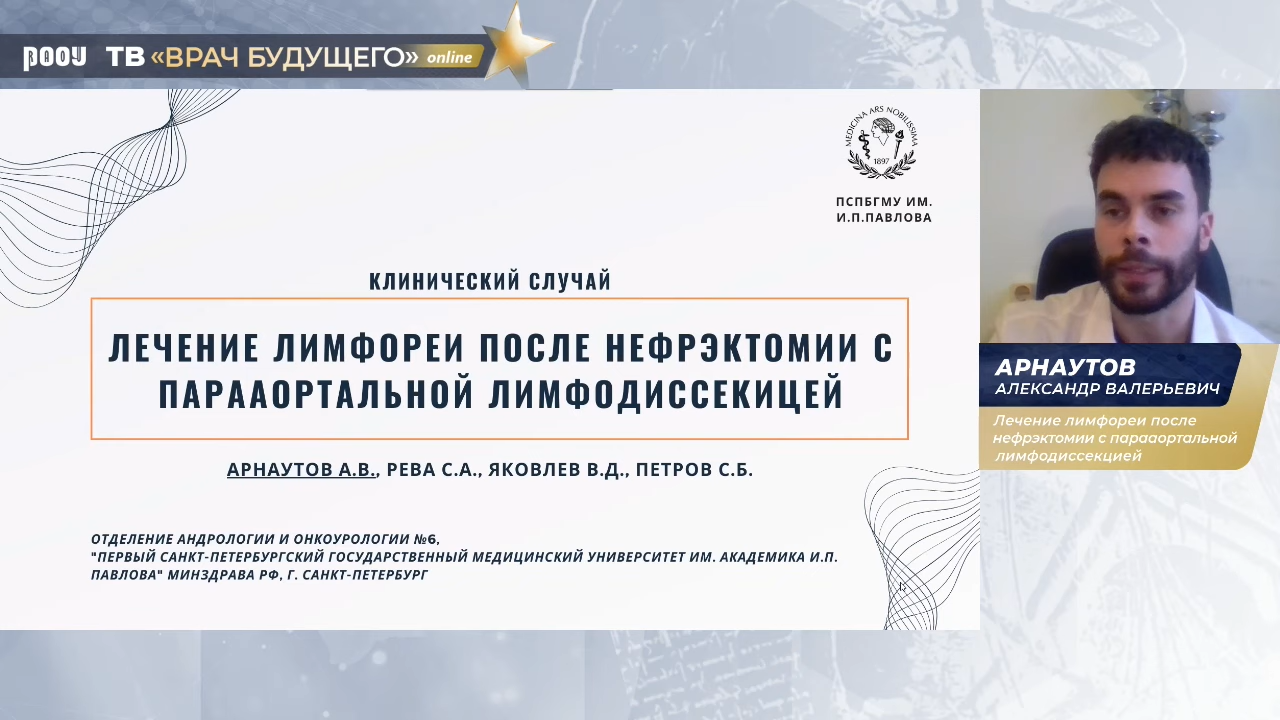 РООУ ТВ «ВРАЧ БУДУЩЕГО» online
MEDICINA ARS NOBILISSIMA
1897
ПСПБГМУ ИМ.
И.П.ПАВЛОВА
КЛИНИЧЕСКИЙ СЛУЧАЙ
ЛЕЧЕНИЕ ЛИМФОРЕИ ПОСЛЕ НЕФРЭКТОМИИ С
ПАРААОРТАЛЬНОЙ ЛИМФОДИССЕКИЦЕЙ
АРНАУТОВ А.В., РЕВА С.А., ЯКОВЛЕВ В.Д., ПЕТРОВ С.Б.
ОТДЕЛЕНИЕ АНДРОЛОГИИ И ОНКОУРОЛОГИИ №6,
"ПЕРВЫЙ САНКТ-ПЕТЕРБУРГСКИЙ ГОСУДАРСТВЕННЫЙ МЕДИЦИНСКИЙ УНИВЕРСИТЕТ ИМ. АКАДЕМИКА И.П.
ПАВЛОВА" МИНЗДРАВА РФ, Г. САНКТ-ПЕТЕРБУРГ
АРНАУТОВ
АЛЕКСАНДР ВАЛЕРЬЕВИЧ
Лечение лимфореи после
нефрэктомии с парааортальной
лимфодиссекцией